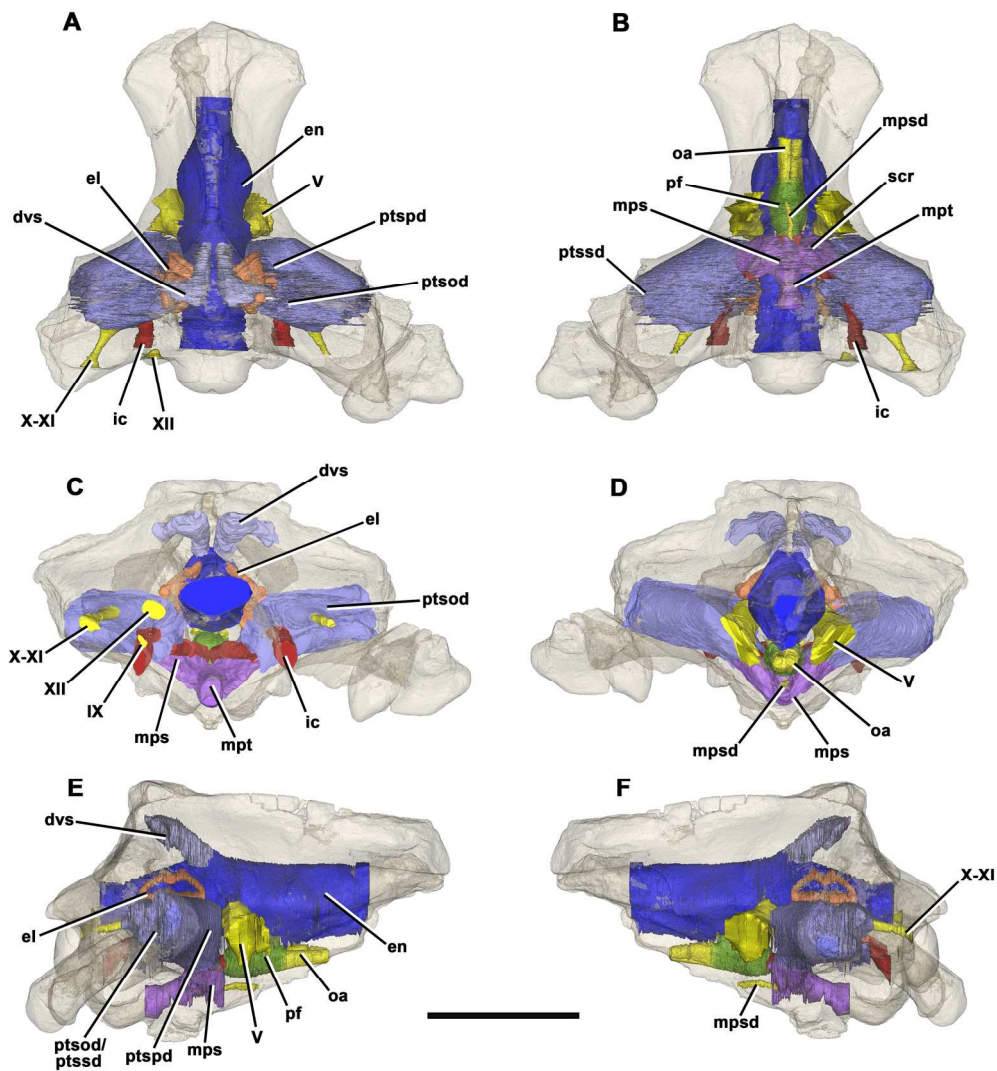 A
en
el
V
dvs
ptspd
ptsod
X-XI
ic
XII
B
mpsd
oa
pf
scr
mps
mpt
ptssd
ic
C
dvs
el
ptsod
X-XI
XII
IX
mps
mpt
ic
D
V
oa
mpsd
mps
E
dvs
el
en
oa
pf
V
mps
ptspd
ptsod/
ptssd
F
X-XI
mpsd